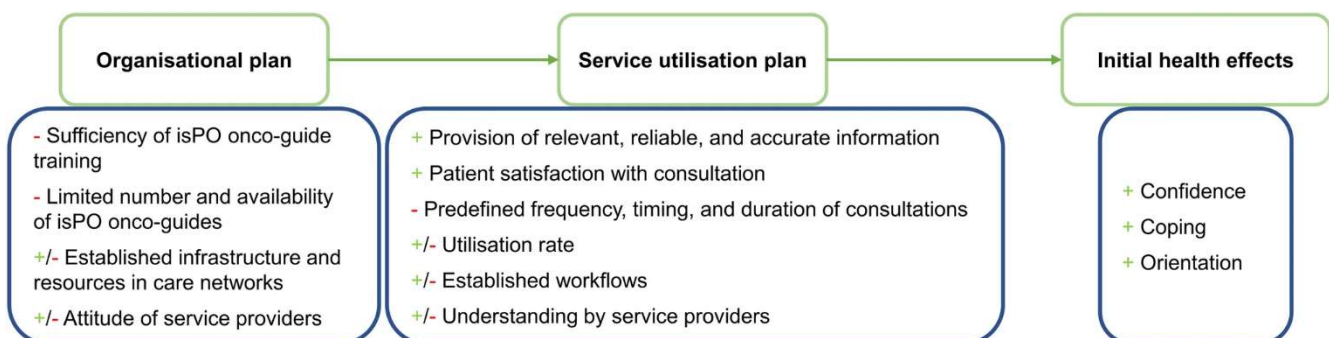 Organisational plan
Service utilisation plan
Initial health effects
- Sufficiency of isPO onco-guide
training
- Limited number and availability
of isPO onco-guides
+/- Established infrastructure and
resources in care networks
+/- Attitude of service providers
+ Provision of relevant, reliable, and accurate information
+ Patient satisfaction with consultation
- Predefined frequency, timing, and duration of consultations
+/- Utilisation rate
+/- Established workflows
+/- Understanding by service providers
+ Confidence
+ Coping
+ Orientation